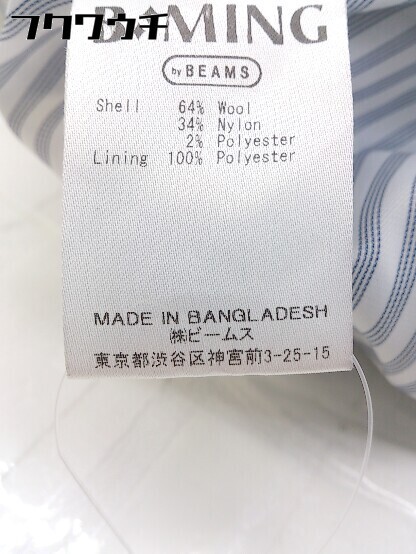 フクワウチ
B MING
by BEAMS
Shell 64% Wool
34% Nylon
2% Polyester
Lining 100% Polyester
MADE IN BANGLADESH
㈱ビームス
東京都渋谷区神宮前3-25-15